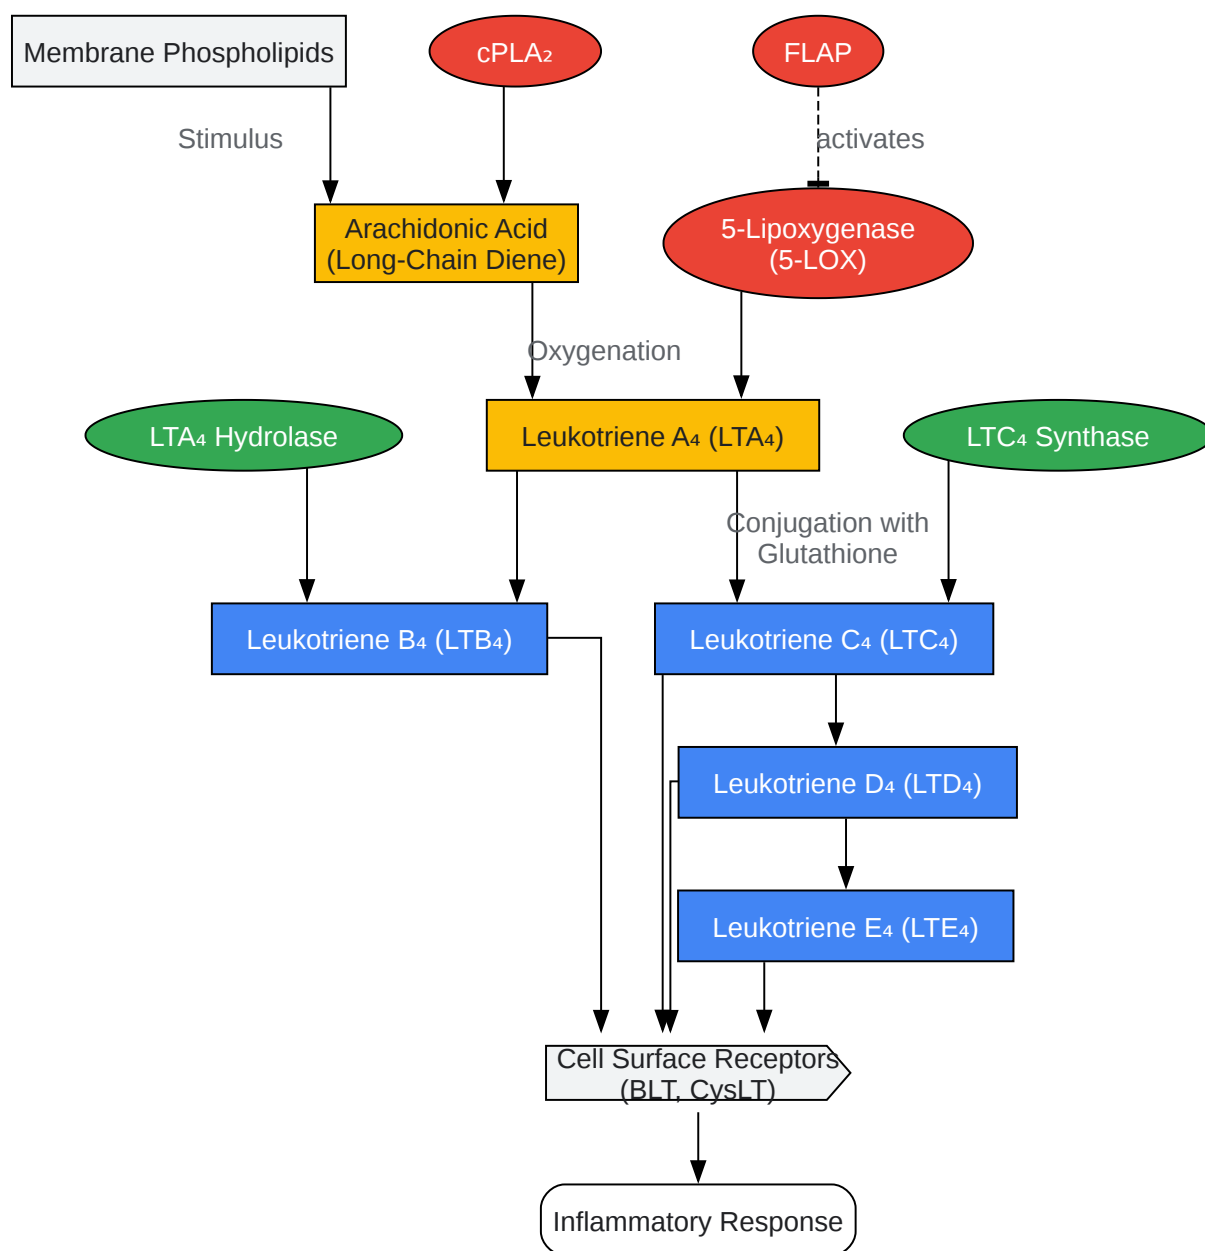 Membrane Phospholipids
cPLA₂
FLAP
Stimulus
activates
Arachidonic Acid
(Long-Chain Diene)
5-Lipoxygenase
(5-LOX)
Oxygenation
LTA₄ Hydrolase
Leukotriene A₄ (LTA₄)
LTC₄ Synthase
Conjugation with
Glutathione
Leukotriene B₄ (LTB₄)
Leukotriene C₄ (LTC₄)
Leukotriene D₄ (LTD₄)
Leukotriene E₄ (LTE₄)
Cell Surface Receptors
(BLT, CysLT)
Inflammatory Response